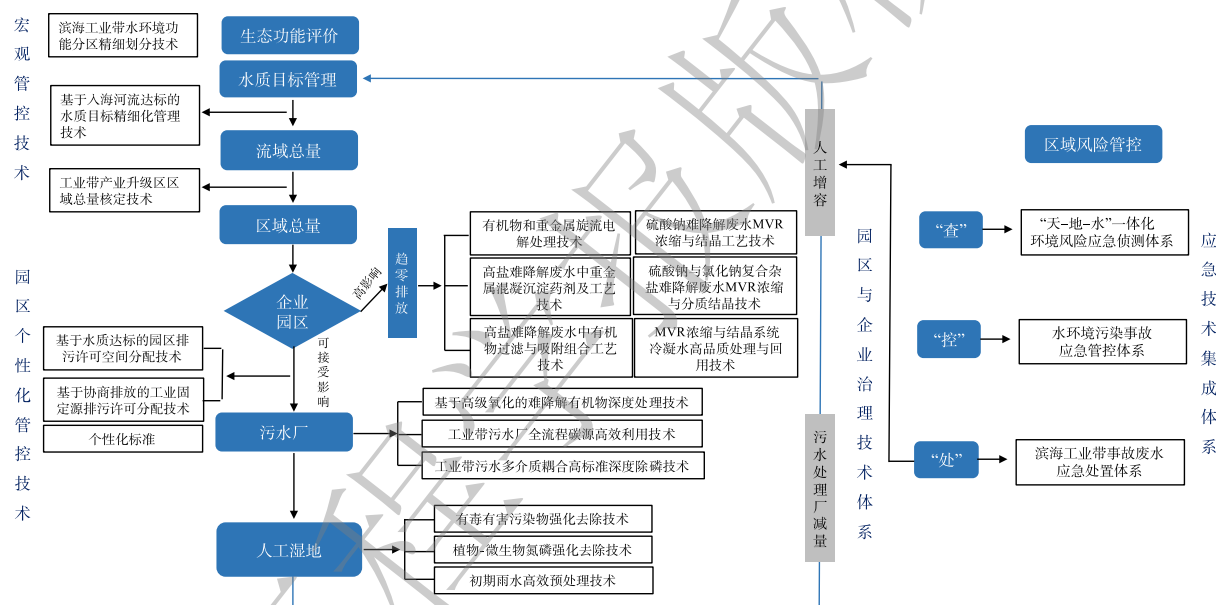 宏观管控技术
滨海工业带水环境功
能分区精细划分技术
生态功能评价
水质目标管理
基于入海河流达标的
水质目标精细化管理
技术
流域总量
工业带产业升级区区
域总量核定技术
区域总量
园区个性化管控技术
企业
园区
高影响
趋零排放
有机物和重金属旋流电
解处理技术
硫酸钠难降解废水MVR
浓缩与结晶工艺技术
高盐难降解废水中重金
属混凝沉淀药剂及工艺
技术
硫酸钠与氯化钠复合杂
盐难降解废水MVR浓缩
与分质结晶技术
高盐难降解废水中有机
物过滤与吸附组合工艺
技术
MVR浓缩与结晶系统
冷凝水高品质处理与回
用技术
可接受影响
基于水质达标的园区排
污许可空间分配技术
基于协商排放的工业固
定源排污许可分配技术
个性化标准
污水厂
基于高级氧化的难降解有机物深度处理技术
工业带污水厂全流程碳源高效利用技术
工业带污水多介质耦合高标准深度除磷技术
人工湿地
有毒有害污染物强化去除技术
植物-微生物氮磷强化去除技术
初期雨水高效预处理技术
人工增容
污水处理厂减量
园区与企业治理技术体系
区域风险管控
“查”
“天-地-水”一体化
环境风险应急侦测体系
“控”
水环境污染事故
应急管控体系
“处”
滨海工业带事故废水
应急处置体系
应急技术集成体系
程学报版